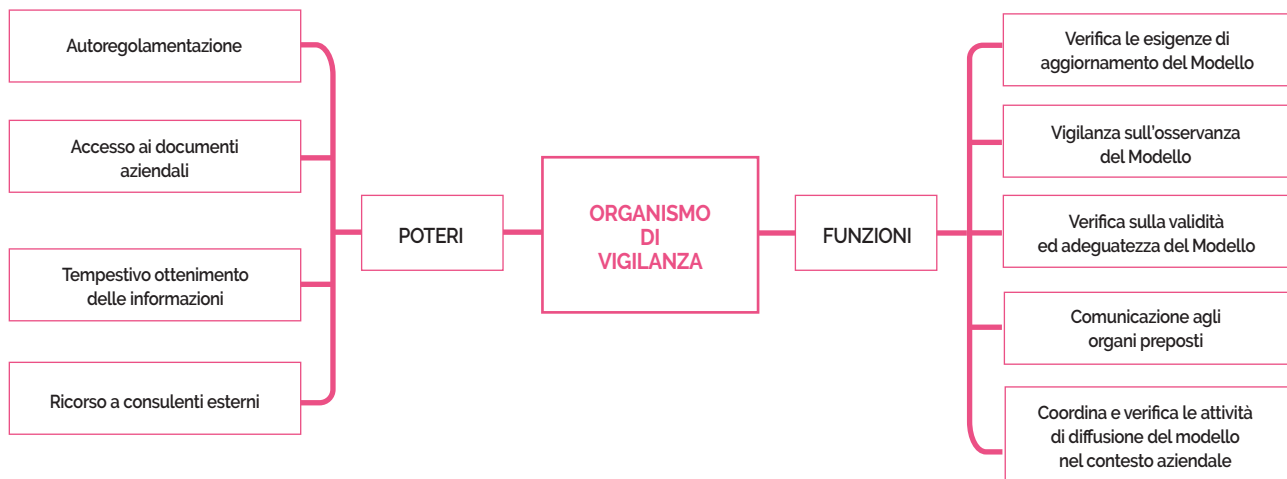 Autoregolamentazione
Accesso ai documenti
aziendali
Tempestivo ottenimento
delle informazioni
Ricorso a consulenti esterni
POTERI
ORGANISMO
DI
VIGILANZA
FUNZIONI
Verifica le esigenze di
aggiornamento del Modello
Vigilanza sull'osservanza
del Modello
Verifica sulla validità
ed adeguatezza del Modello
Comunicazione agli
organi preposti
Coordina e verifica le attività
di diffusione del modello
nel contesto aziendale